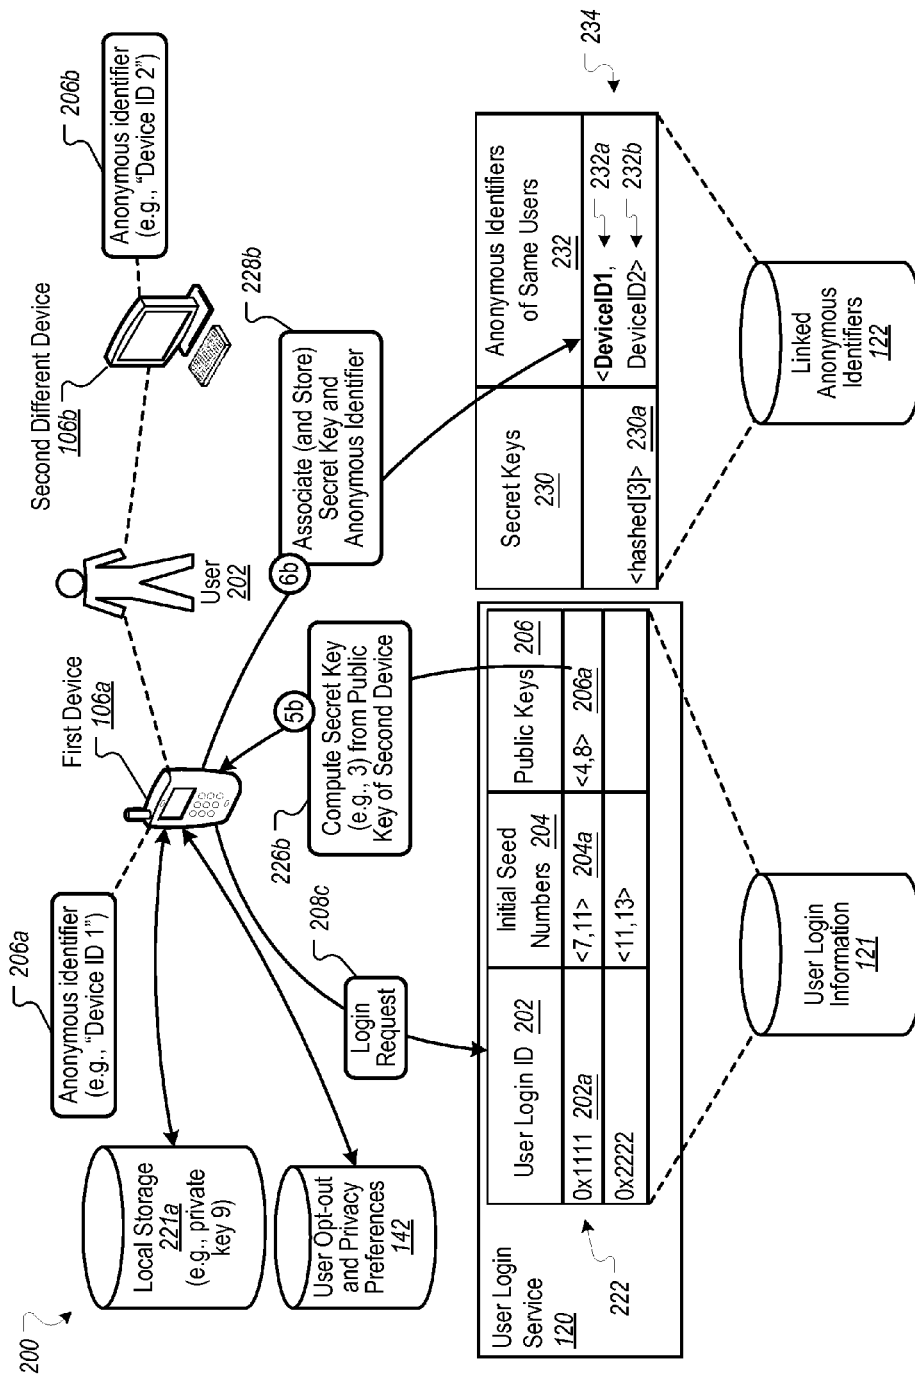 200
Local Storage
221a
(e.g., private
key 9)
User Opt-out
and Privacy
Preferences
142
206a
Anonymous identifier
(e.g., "Device ID 1")
First Device
106a
User
202
Second Different Device
106b
206b
Anonymous identifier
(e.g., "Device ID 2")
208c
Login
Request
226b
5b
Compute Secret Key
(e.g., 3) from Public
Key of Second Device
6b
228b
Associate (and Store)
Secret Key and
Anonymous Identifier
User Login
Service
120
222
User Login ID 202
Initial Seed
Numbers 204
Public Keys 206
0x1111 202a
<7,11> 204a
<4,8> 206a
0x2222
<11,13>
User Login
Information
121
Secret Keys
230
Anonymous Identifiers
of Same Users
232
<hashed[3]> 230a
<DeviceID1, 232a
DeviceID2> 232b
234
Linked
Anonymous
Identifiers
122